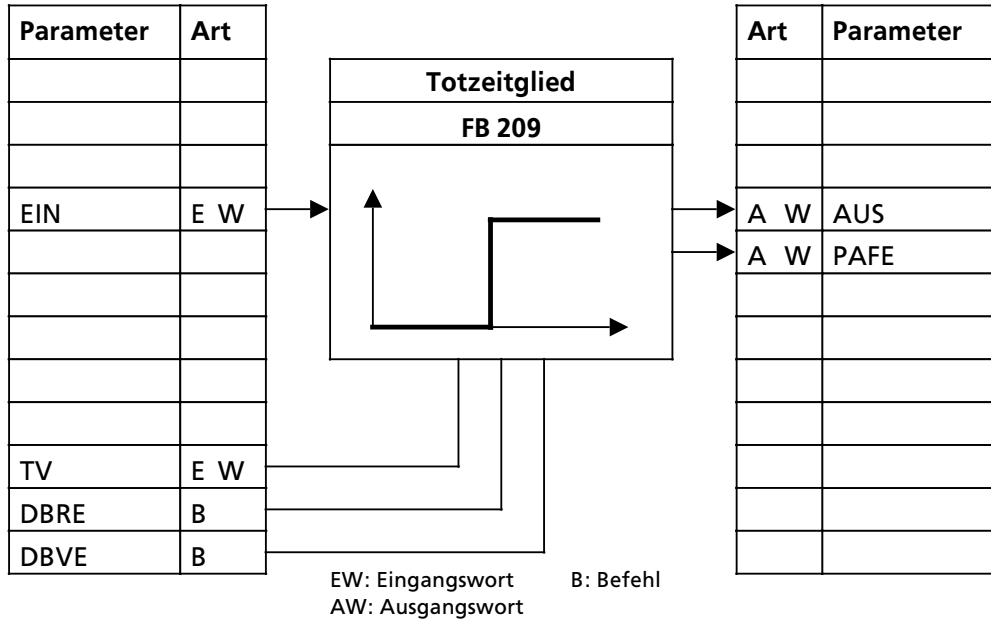 Parameter Art
EIN E W
TV E W
DBRE B
DBVE B
Totzeitglied
FB 209
Art Parameter
A W AUS
A W PAFE
EW: Eingangswort B: Befehl
AW: Ausgangswort